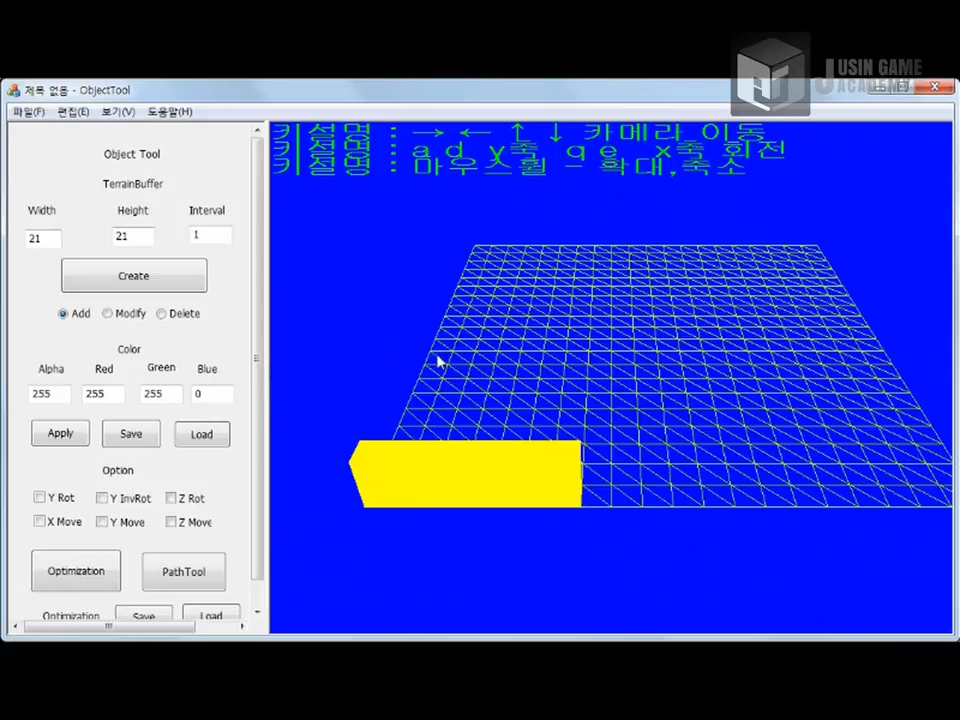 JUSIN GAME
ACADEMY
제목 없음 - ObjectTool
파일(F) 편집(E) 보기(V) 도움말(H)
Object Tool
TerrainBuffer
Width Height Interval
21 21 1
Create
Add Modify Delete
Color
Alpha Red Green Blue
255 255 255 0
Apply Save Load
Option
Y Rot Y InvRot Z Rot
X Move Y Move Z Move
Optimization PathTool
Optimization Save Load
키설명 : → ← ↑ ↓ 카메라 이동
키설명 : a d y축 q e x축 회전
키설명 : 마우스휠 - 확대,축소